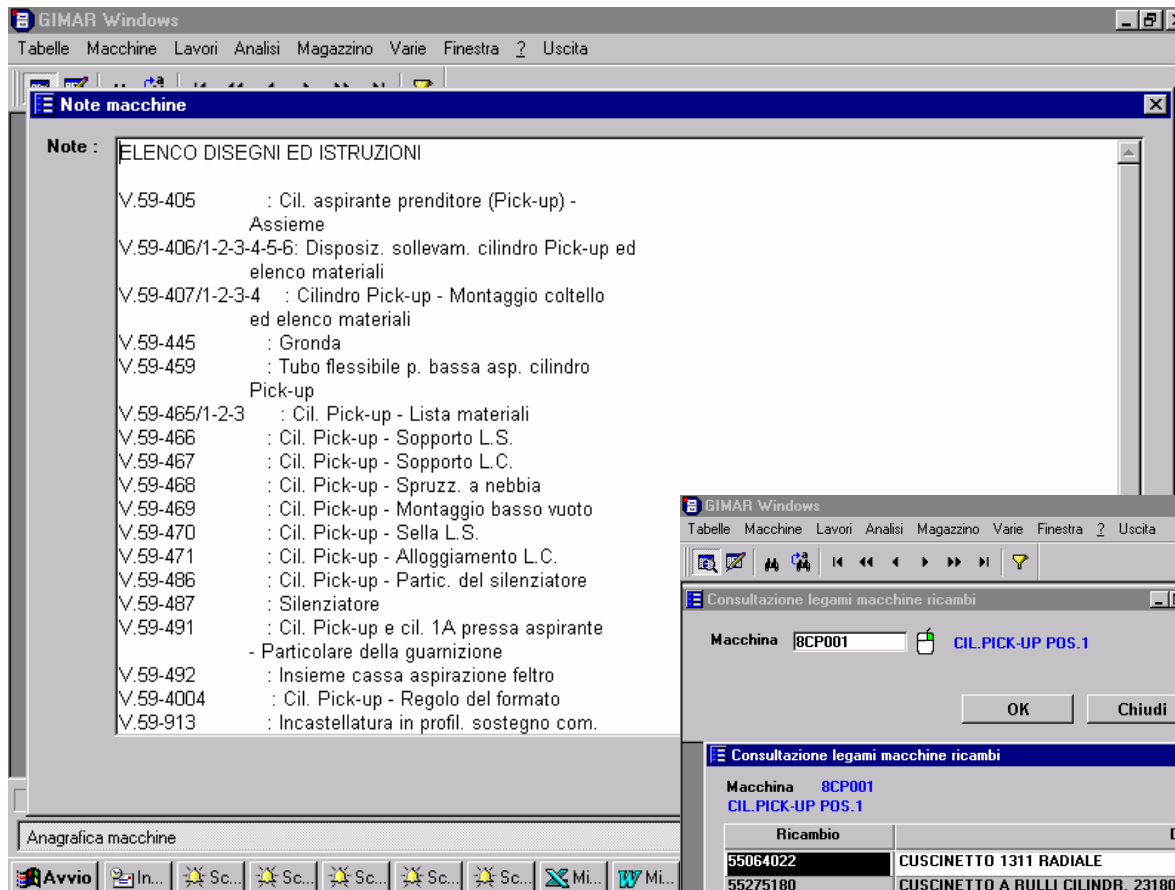 GIMAR Windows
Tabelle Macchine Lavori Analisi Magazzino Varie Finestra ? Uscita
Note macchine
Note :
ELENCO DISEGNI ED ISTRUZIONI
V.59-405 : Cil. aspirante prenditore (Pick-up) -
Assieme
V.59-406/1-2-3-4-5-6: Disposiz. sollevam. cilindro Pick-up ed
elenco materiali
V.59-407/1-2-3-4 : Cilindro Pick-up - Montaggio coltello
ed elenco materiali
V.59-445 : Gronda
V.59-459 : Tubo flessibile p. bassa asp. cilindro
Pick-up
V.59-465/1-2-3 : Cil. Pick-up - Lista materiali
V.59-466 : Cil. Pick-up - Sopporto L.S.
V.59-467 : Cil. Pick-up - Sopporto L.C.
V.59-468 : Cil. Pick-up - Spruzz. a nebbia
V.59-469 : Cil. Pick-up - Montaggio basso vuoto
V.59-470 : Cil. Pick-up - Sella L.S.
V.59-471 : Cil. Pick-up - Alloggiamento L.C.
V.59-486 : Cil. Pick-up - Partic. del silenziatore
V.59-487 : Silenziatore
V.59-491 : Cil. Pick-up e cil. 1A pressa aspirante
- Particolare della guarnizione
V.59-492 : Insieme cassa aspirazione feltro
V.59-4004 : Cil. Pick-up - Regolo del formato
V.59-913 : Incastellatura in profil. sostegno com.
Anagrafica macchine
Avvio In... Sc... Sc... Sc... Sc... Sc... Mi... Mi...
GIMAR Windows
Tabelle Macchine Lavori Analisi Magazzino Varie Finestra ? Uscita
Consultazione legami macchine ricambi
Macchina 8CP001 CIL.PICK-UP POS.1
OK Chiudi
Consultazione legami macchine ricambi
Macchina 8CP001
CIL.PICK-UP POS.1
Ricambio D
55064022 CUSCINETTO 1311 RADIALE
55275180 CUSCINETTO A RULLI CILINDR.